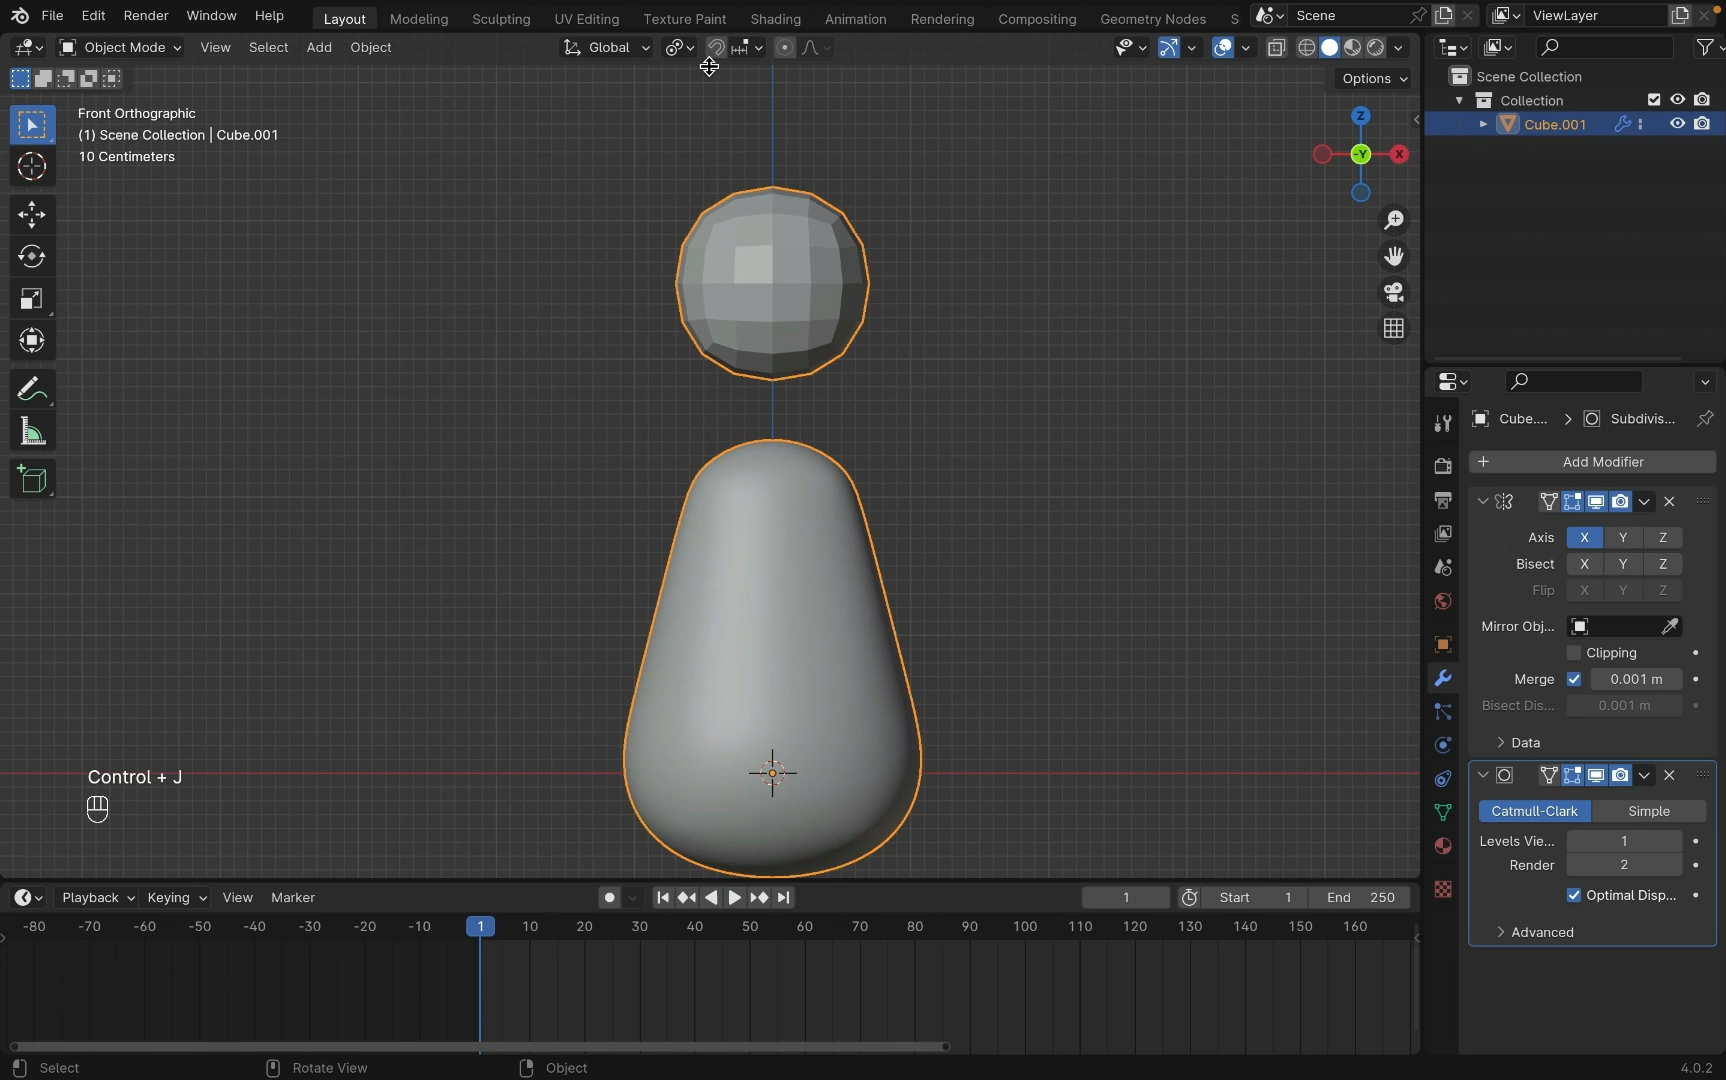 File Edit Render Window Help Layout Modeling Sculpting UV Editing Texture Paint Shading Animation Rendering Compositing Geometry Nodes S Scene ViewLayer
Object Mode View Select Add Object Global
Options
Front Orthographic
(1) Scene Collection | Cube.001
10 Centimeters
Z
-Y
X
Control + J
Scene Collection
Collection
Cube.001
Cube.... Subdivis...
Add Modifier
Axis X Y Z
Bisect X Y Z
Flip X Y Z
Mirror Obj...
Clipping
Merge 0.001 m
Bisect Dis... 0.001 m
Data
Catmull-Clark Simple
Levels Vie... 1
Render 2
Optimal Disp...
Advanced
Playback Keying View Marker 1 Start 1 End 250
-80 -70 -60 -50 -40 -30 -20 -10 1 10 20 30 40 50 60 70 80 90 100 110 120 130 140 150 160
Select Rotate View Object 4.0.2